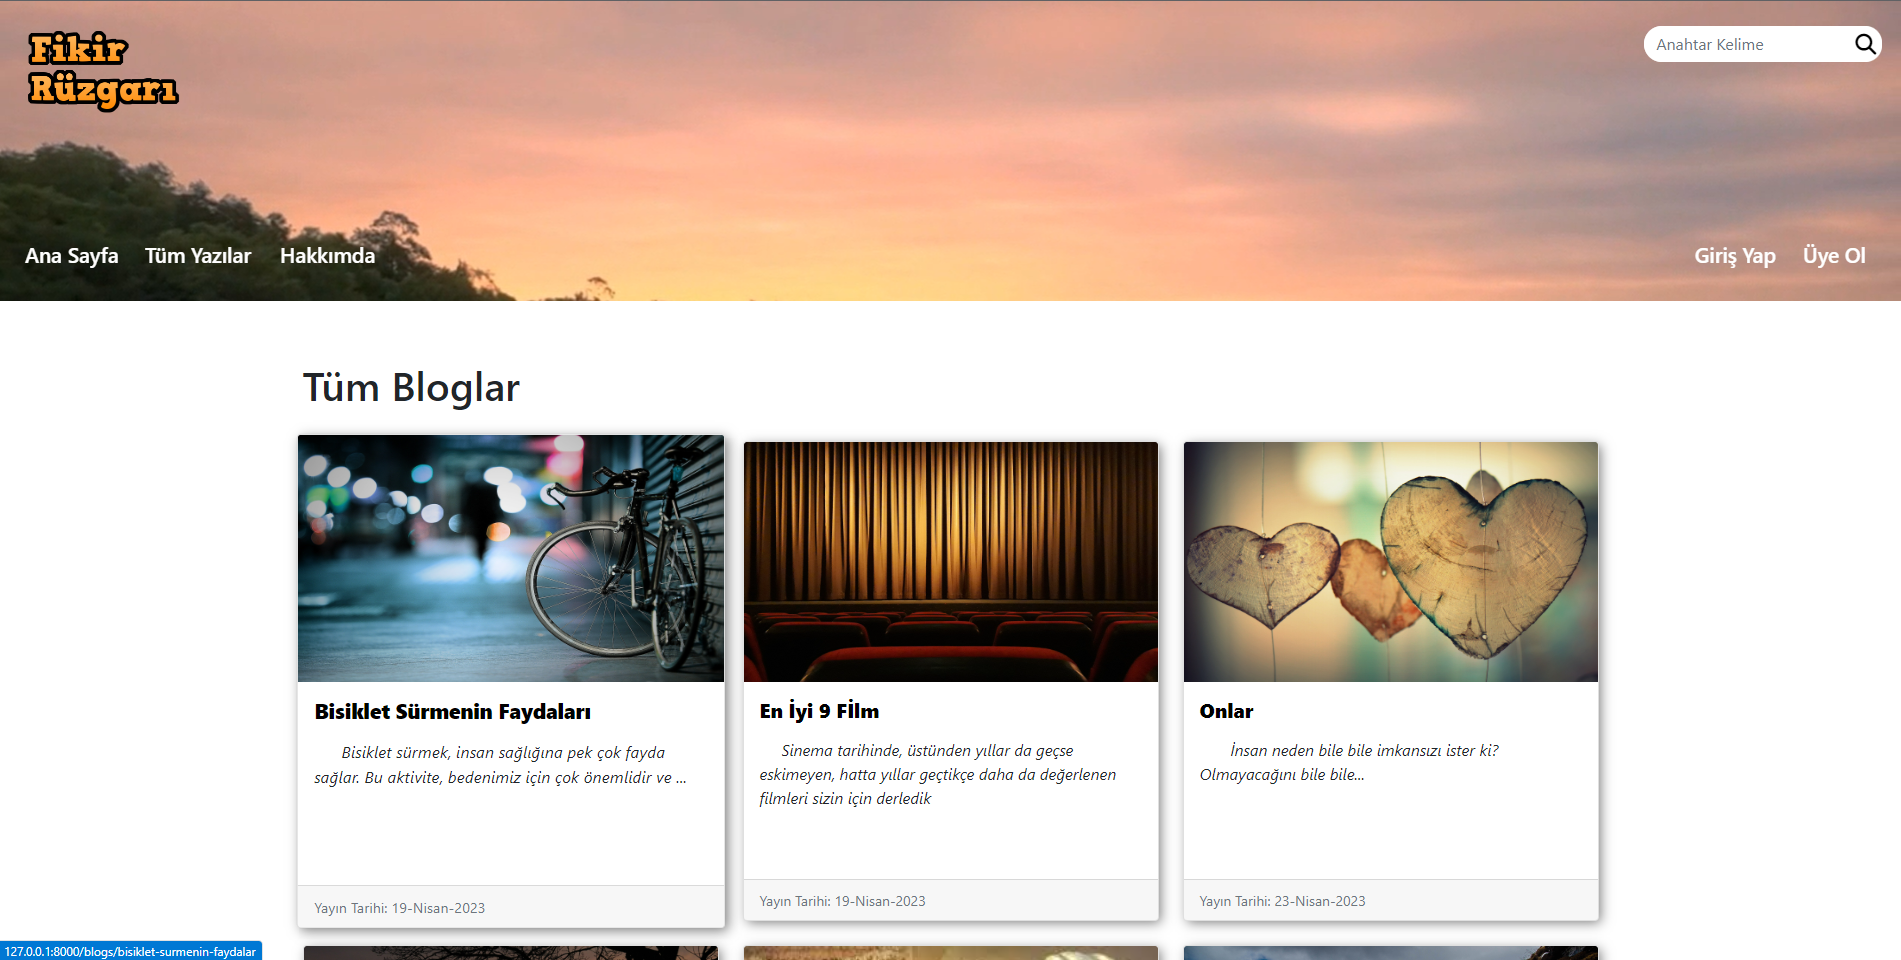 Fikir
Rüzgarı
Anahtar Kelime
Ana Sayfa Tüm Yazılar Hakkımda Giriş Yap Üye Ol
Tüm Bloglar
Bisiklet Sürmenin Faydaları
Bisiklet sürmek, insan sağlığına pek çok fayda
sağlar. Bu aktivite, bedenimiz için çok önemlidir ve ...
Yayın Tarihi: 19-Nisan-2023
En İyi 9 Fİlm
Sinema tarihinde, üstünden yıllar da geçse
eskimeyen, hatta yıllar geçtikçe daha da değerlenen
filmleri sizin için derledik
Yayın Tarihi: 19-Nisan-2023
Onlar
İnsan neden bile bile imkansızı ister ki?
Olmayacağını bile bile...
Yayın Tarihi: 23-Nisan-2023
127.0.0.1:8000/blogs/bisiklet-surmenin-faydalar